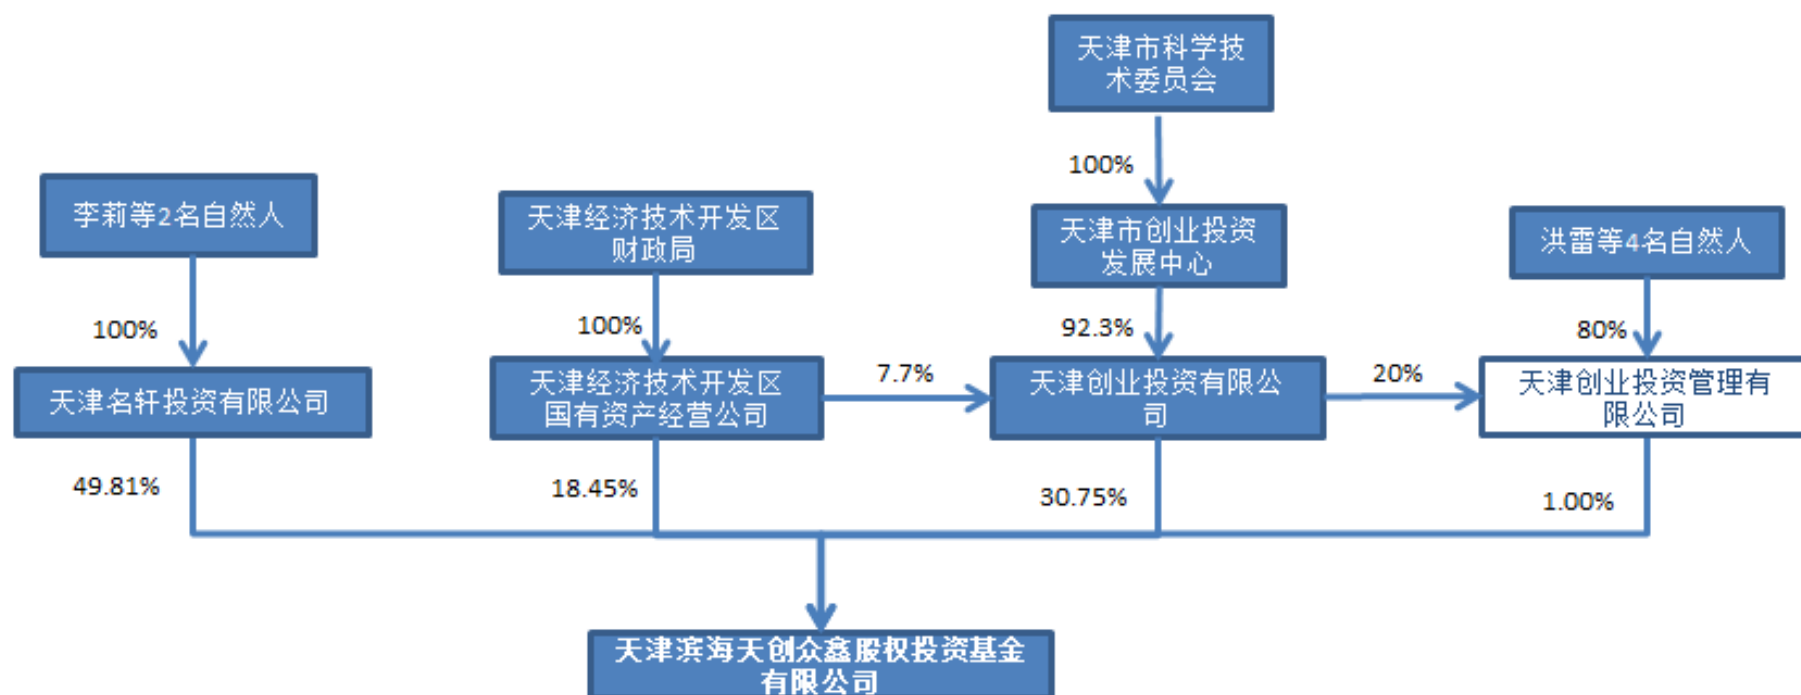 天津市科学技
术委员会
100%
李莉等2名自然人
天津经济技术开发区
财政局
天津市创业投资
发展中心
洪雷等4名自然人
100%
100%
92.3%
80%
天津名轩投资有限公司
天津经济技术开发区
国有资产经营公司
7.7%
天津创业投资有限公
司
20%
天津创业投资管理有
限公司
49.81%
18.45%
30.75%
1.00%
天津滨海天创众鑫股权投资基金
有限公司